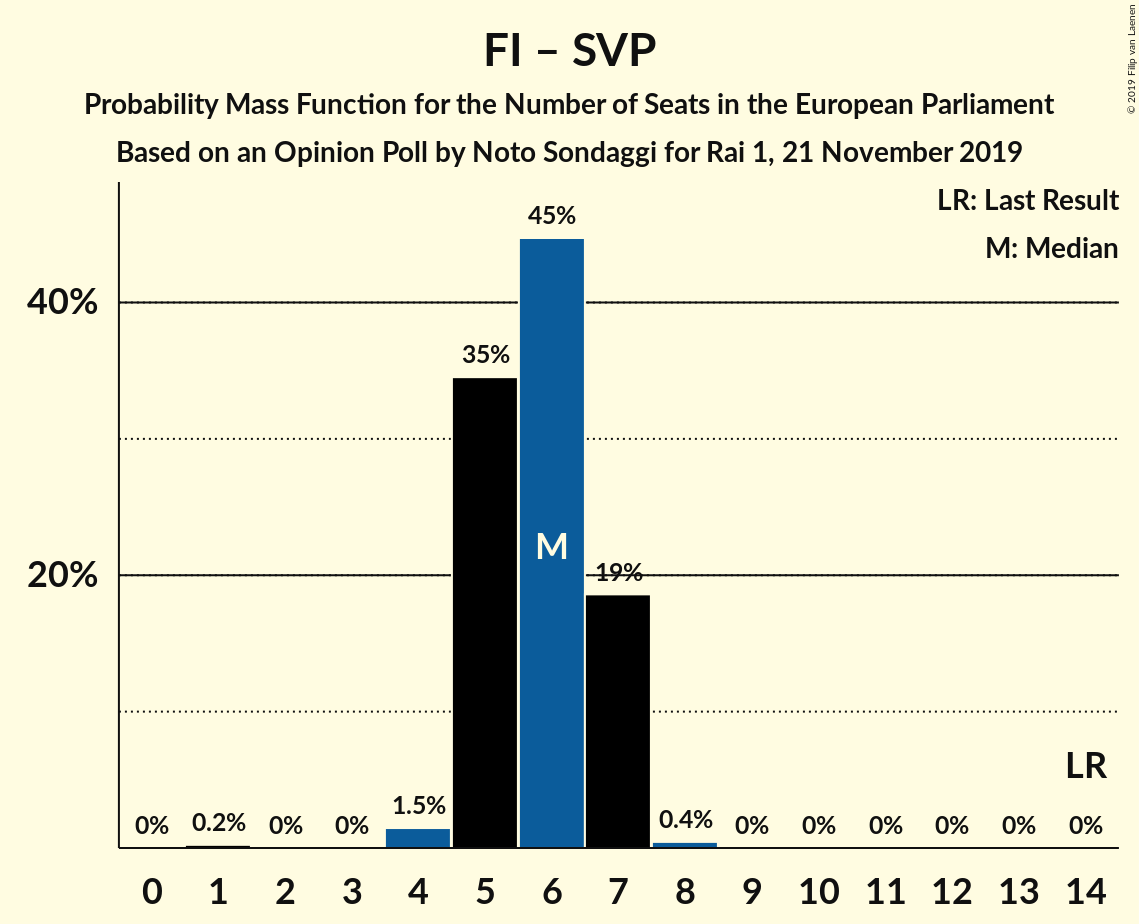 FI – SVP
Probability Mass Function for the Number of Seats in the European Parliament
Based on an Opinion Poll by Noto Sondaggi for Rai 1, 21 November 2019
© 2019 Filip van Laenen
LR: Last Result
M: Median
45%
40%
35%
M
20%
19%
LR
0% 0.2% 0% 0% 1.5% 0.4% 0% 0% 0% 0% 0% 0%
0 1 2 3 4 5 6 7 8 9 10 11 12 13 14